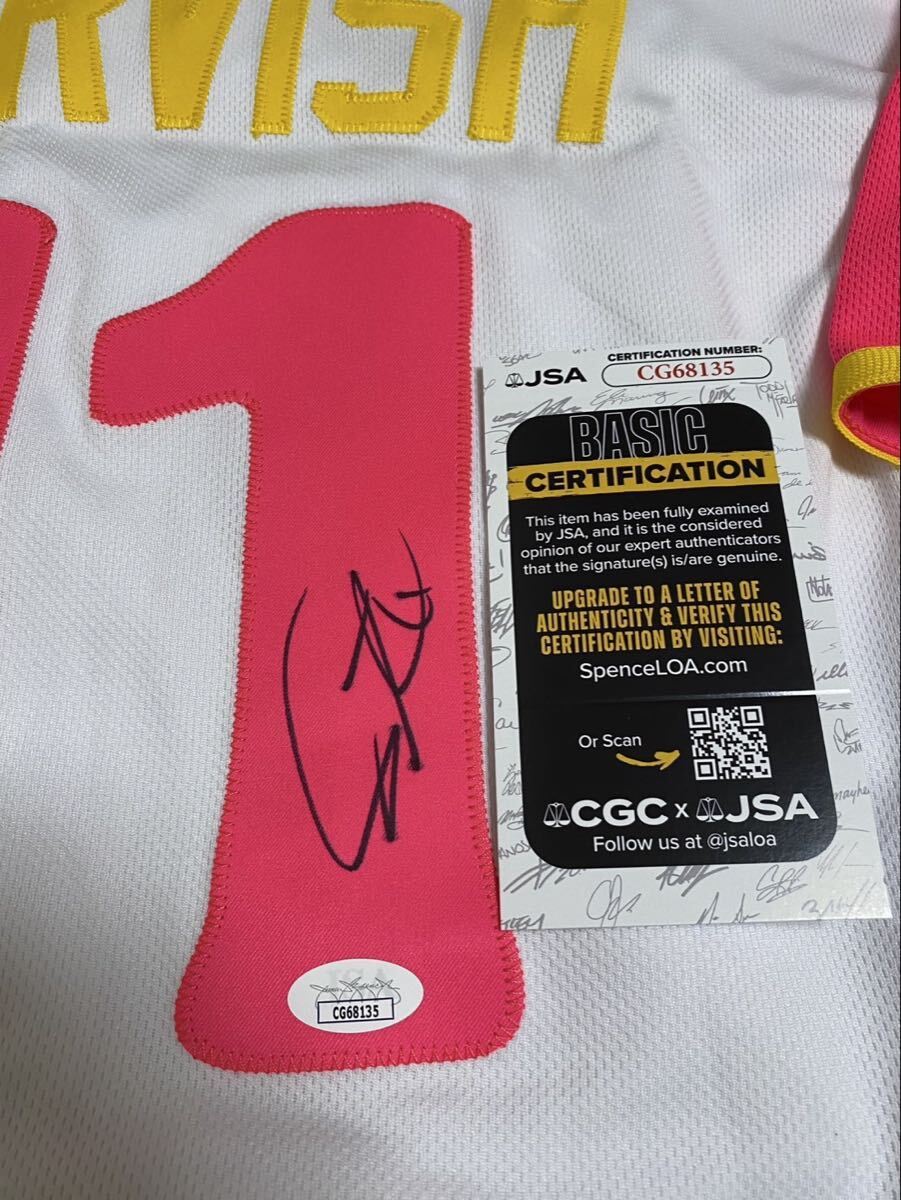 RVISH
1
JSA
CERTIFICATION NUMBER:
CG68135
BASIC
CERTIFICATION
This item has been fully examined
by JSA, and it is the considered
opinion of our expert authenticators
that the signature(s) is/are genuine.
UPGRADE TO A LETTER OF
AUTHENTICITY & VERIFY THIS
CERTIFICATION BY VISITING:
SpenceLOA.com
Or Scan
CGC x JSA
Follow us at @jsaloa
CG68135